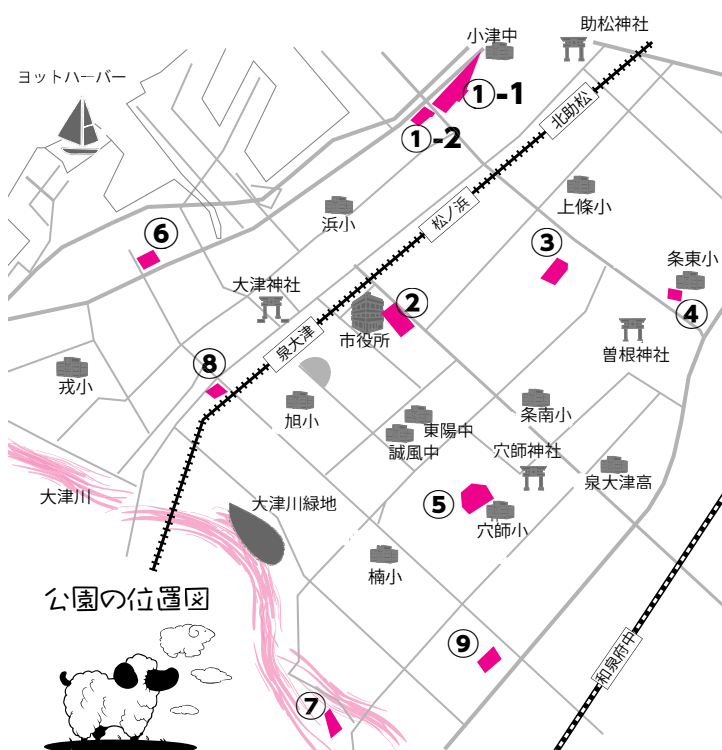 助松神社
小津中
ヨットハーバー
①-1
北助松
①-2
上條小
松ノ浜
浜小
⑥
③
条東小
大津神社
②
④
市役所
泉大津
曽根神社
⑧
戎小
旭小
条南小
東陽中
誠風中
穴師神社
泉大津高
大津川
大津川緑地
⑤
穴師小
楠小
公園の位置図
⑨
和泉府中
⑦